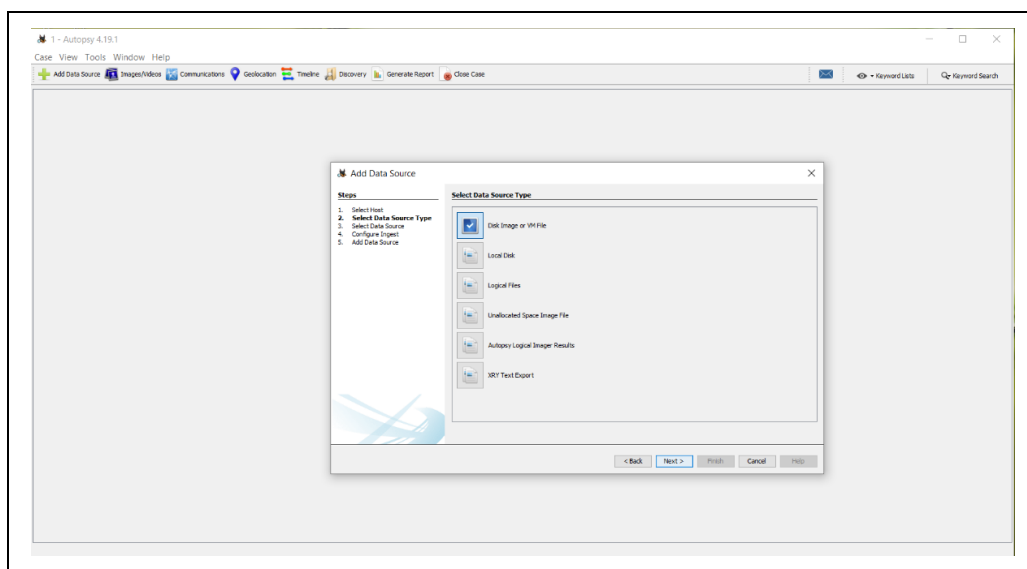 1 - Autopsy 4.19.1
Case View Tools Window Help
Add Data Source Images/Videos Communications Geolocation Timeline Discovery Generate Report Close Case Keyword Lists Keyword Search
Add Data Source
Steps
1. Select Host
2. Select Data Source Type
3. Select Data Source
4. Configure Ingest
5. Add Data Source
Select Data Source Type
Disk Image or VM File
Local Disk
Logical Files
Unallocated Space Image File
Autopsy Logical Imager Results
XRY Text Export
< Back Next > Finish Cancel Help